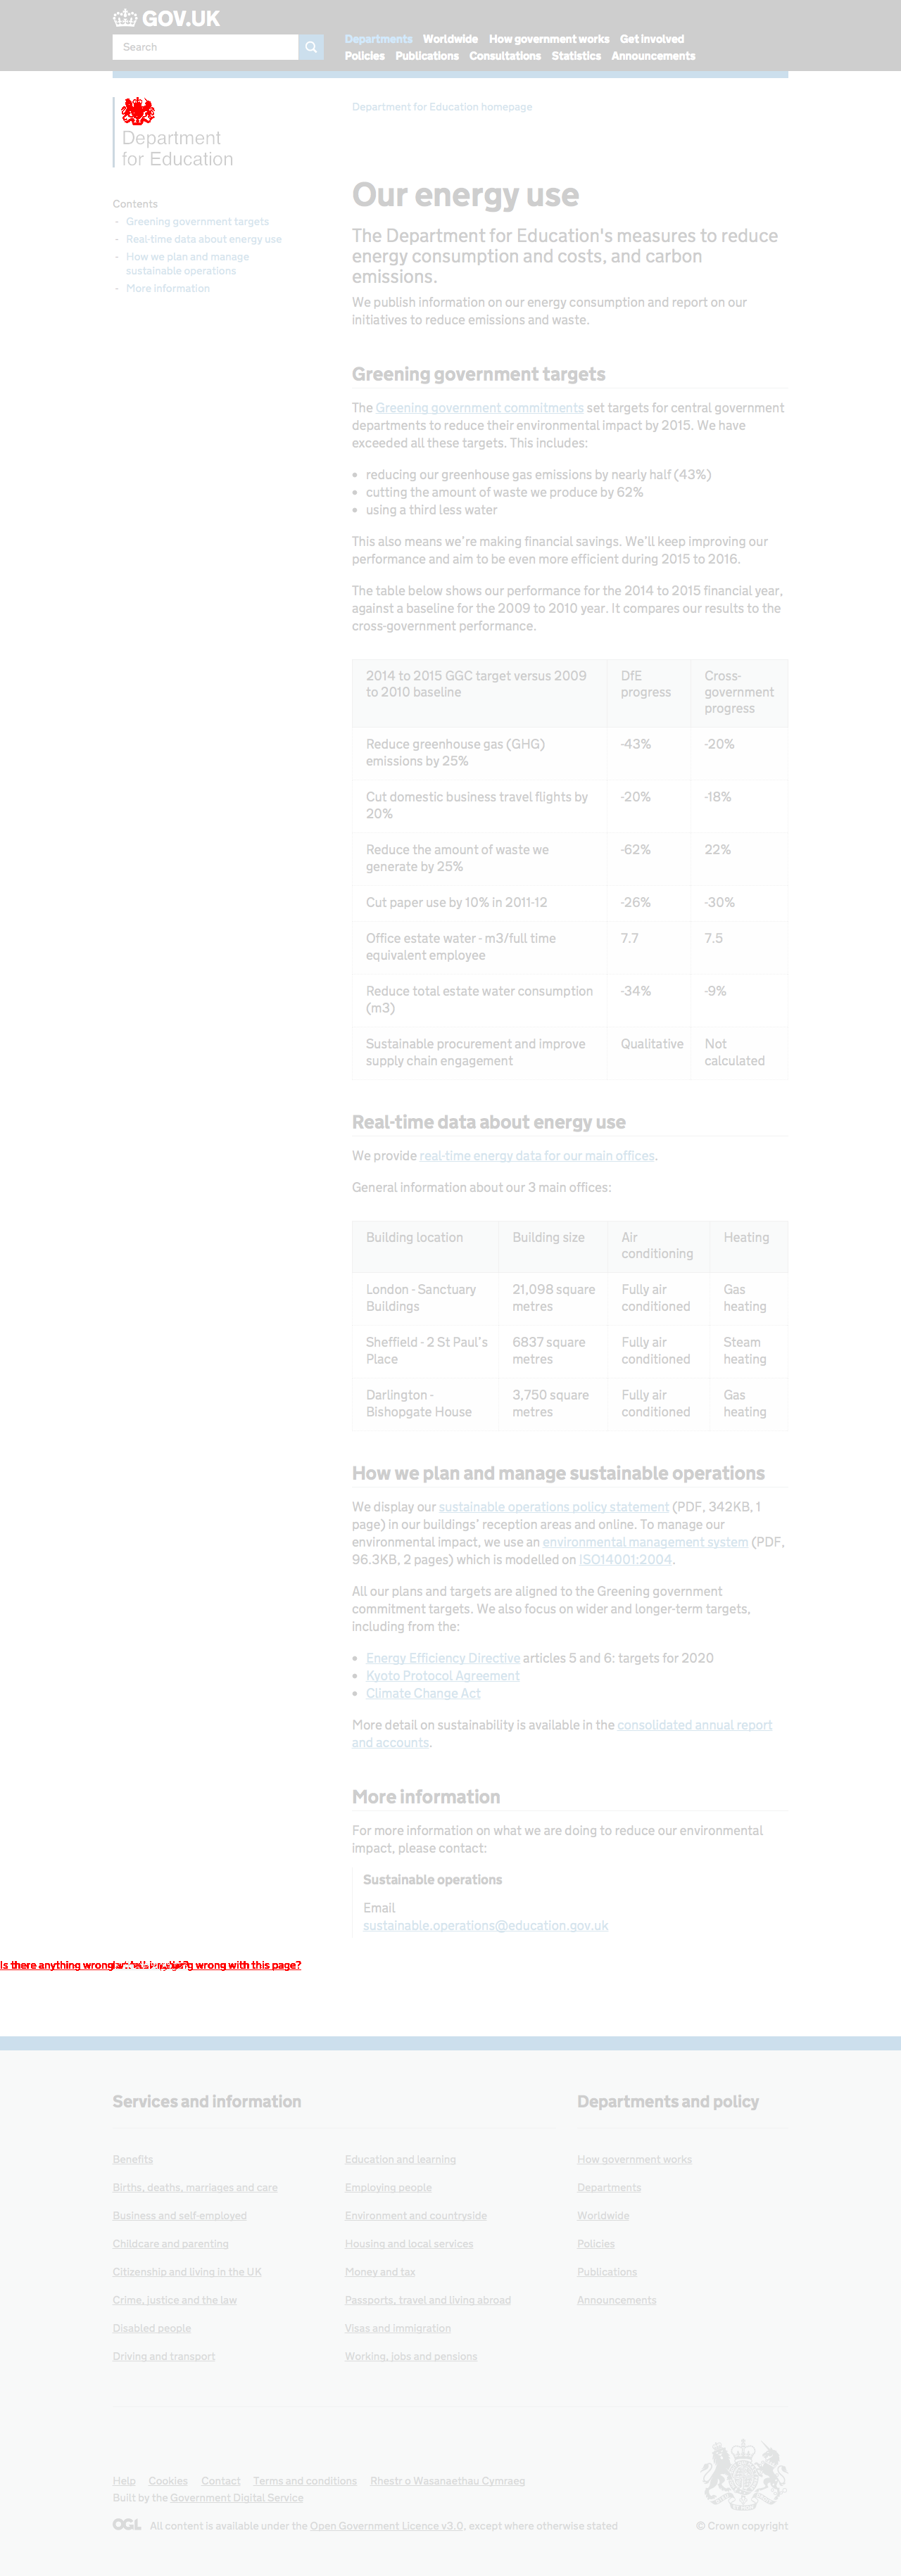 GOV.UK
Search
Departments Worldwide How government works Get involved
Policies Publications Consultations Statistics Announcements
Department for Education homepage
Department
for Education
Contents
- Greening government targets
- Real-time data about energy use
- How we plan and manage
sustainable operations
- More information
Our energy use
The Department for Education's measures to reduce
energy consumption and costs, and carbon
emissions.
We publish information on our energy consumption and report on our
initiatives to reduce emissions and waste.
Greening government targets
The Greening government commitments set targets for central government
departments to reduce their environmental impact by 2015. We have
exceeded all these targets. This includes:
• reducing our greenhouse gas emissions by nearly half (43%)
• cutting the amount of waste we produce by 62%
• using a third less water
This also means we're making financial savings. We'll keep improving our
performance and aim to be even more efficient during 2015 to 2016.
The table below shows our performance for the 2014 to 2015 financial year,
against a baseline for the 2009 to 2010 year. It compares our results to the
cross-government performance.
2014 to 2015 GGC target versus 2009 DfE Cross-
to 2010 baseline progress government
progress
Reduce greenhouse gas (GHG) -43% -20%
emissions by 25%
Cut domestic business travel flights by -20% -18%
20%
Reduce the amount of waste we -62% 22%
generate by 25%
Cut paper use by 10% in 2011-12 -26% -30%
Office estate water - m3/full time 7.7 7.5
equivalent employee
Reduce total estate water consumption -34% -9%
(m3)
Sustainable procurement and improve Qualitative Not
supply chain engagement calculated
Real-time data about energy use
We provide real-time energy data for our main offices.
General information about our 3 main offices:
Building location Building size Air Heating
conditioning
London - Sanctuary 21,098 square Fully air Gas
Buildings metres conditioned heating
Sheffield - 2 St Paul's 6837 square Fully air Steam
Place metres conditioned heating
Darlington - 3,750 square Fully air Gas
Bishopgate House metres conditioned heating
How we plan and manage sustainable operations
We display our sustainable operations policy statement (PDF, 342KB, 1
page) in our buildings' reception areas and online. To manage our
environmental impact, we use an environmental management system (PDF,
96.3KB, 2 pages) which is modelled on ISO14001:2004.
All our plans and targets are aligned to the Greening government
commitment targets. We also focus on wider and longer-term targets,
including from the:
• Energy Efficiency Directive articles 5 and 6: targets for 2020
• Kyoto Protocol Agreement
• Climate Change Act
More detail on sustainability is available in the consolidated annual report
and accounts.
More information
For more information on what we are doing to reduce our environmental
impact, please contact:
Sustainable operations
Email
sustainable.operations@education.gov.uk
Is there anything wrong wrong with this page?
Services and information Departments and policy
Benefits Education and learning How government works
Births, deaths, marriages and care Employing people Departments
Business and self-employed Environment and countryside Worldwide
Childcare and parenting Housing and local services Policies
Citizenship and living in the UK Money and tax Publications
Crime, justice and the law Passports, travel and living abroad Announcements
Disabled people Visas and immigration
Driving and transport Working, jobs and pensions
Help Cookies Contact Terms and conditions Rhestr o Wasanaethau Cymraeg
Built by the Government Digital Service
OGL All content is available under the Open Government Licence v3.0, except where otherwise stated
© Crown copyright